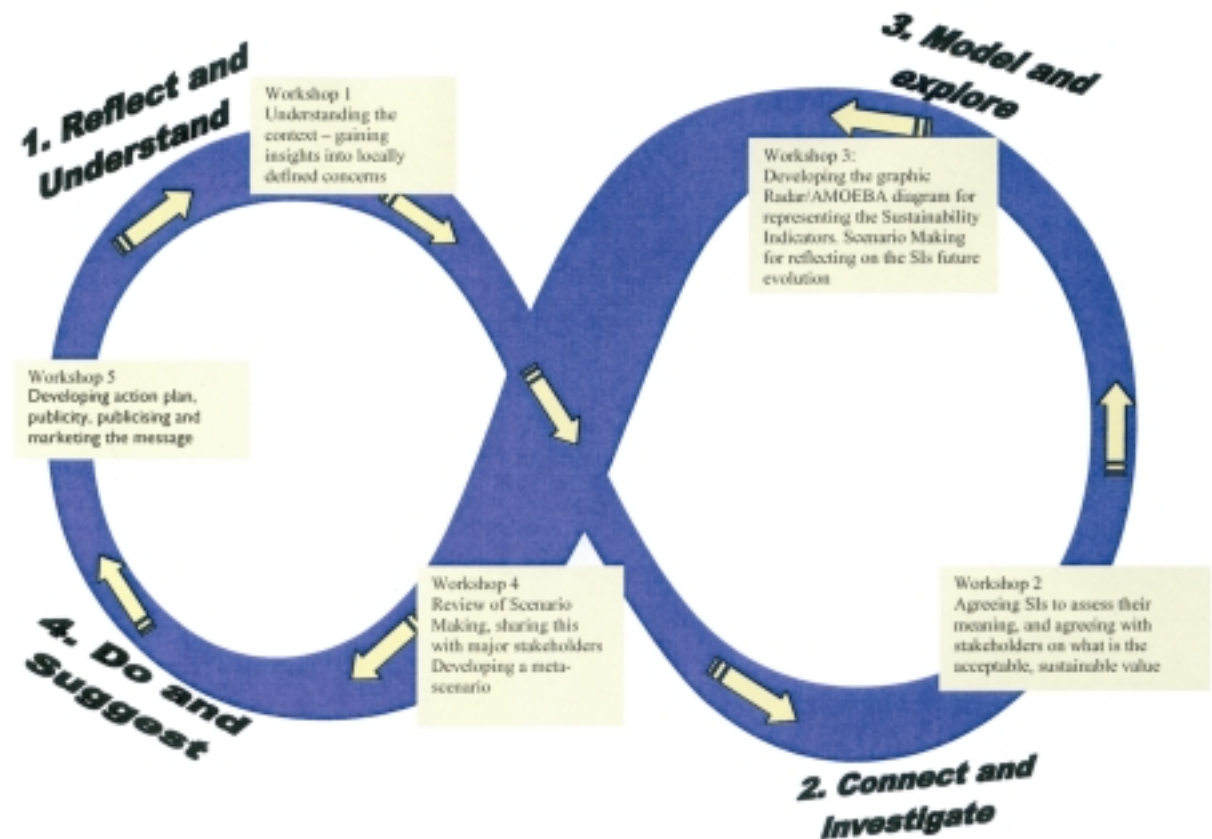 1. Reflect and
Understand
Workshop 1
Understanding the
context – gaining
insights into locally
defined concerns
3. Model and
explore
Workshop 3:
Developing the graphic
Radar/AMOEBA diagram for
representing the Sustainability
Indicators. Scenario Making
for reflecting on the SIs future
evolution
Workshop 5
Developing action plan,
publicity, publicising and
marketing the message
Workshop 4
Review of Scenario
Making, sharing this
with major stakeholders
Developing a meta-
scenario
Workshop 2
Agreeing SIs to assess their
meaning, and agreeing with
stakeholders on what is the
acceptable, sustainable value
4. Do and
Suggest
2. Connect and
investigate